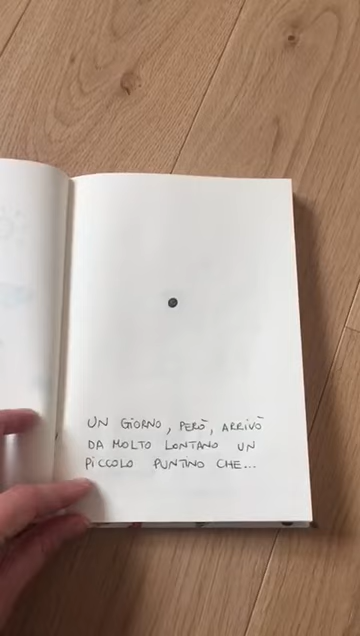 UN GIORNO, PERÒ, ARRIVÒ
DA MOLTO LONTANO UN
PICCOLO PUNTINO CHE...